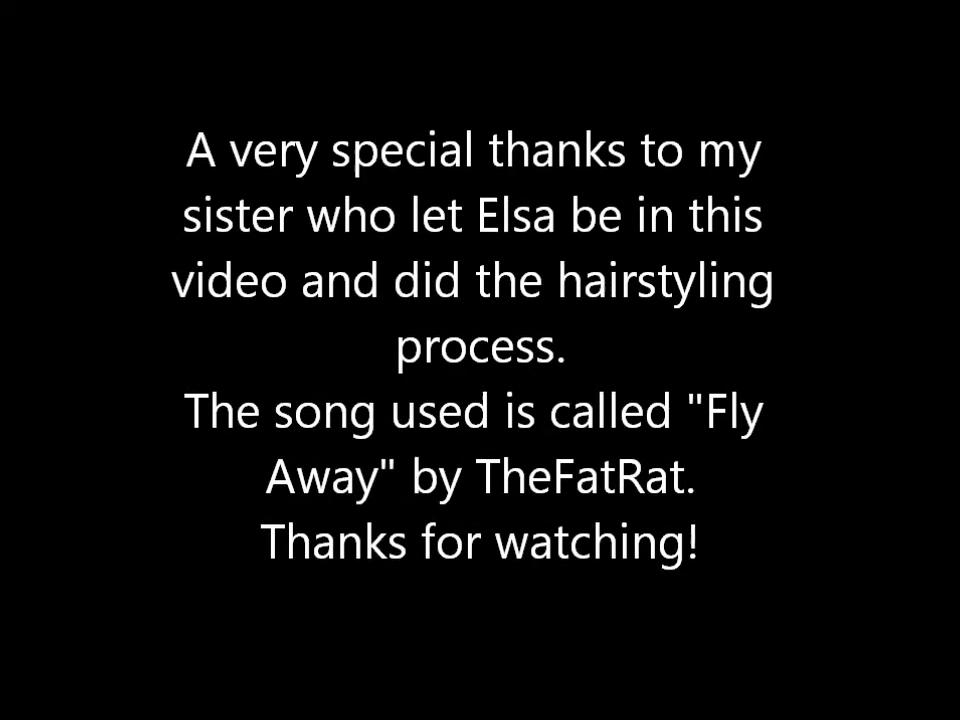 A very special thanks to my
sister who let Elsa be in this
video and did the hairstyling
process.
The song used is called "Fly
Away" by TheFatRat.
Thanks for watching!